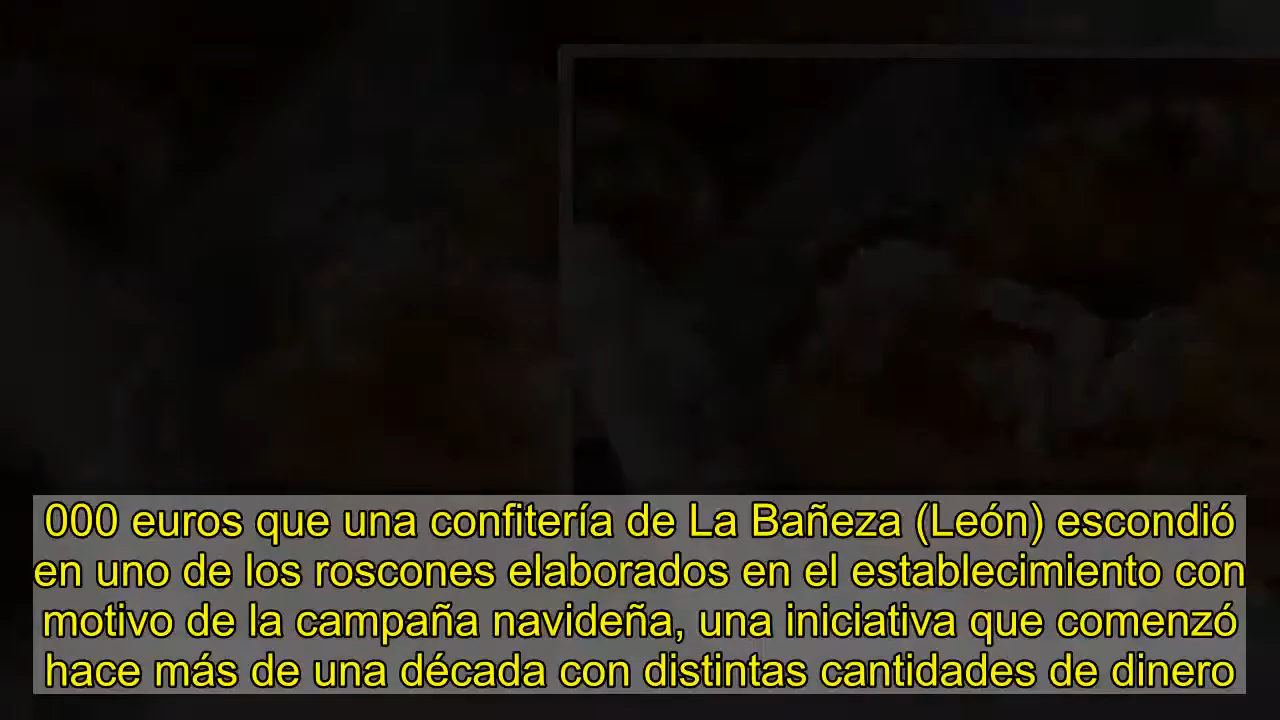 000 euros que una confitería de La Bañeza (León) escondió
en uno de los roscones elaborados en el establecimiento con
motivo de la campaña navideña, una iniciativa que comenzó
hace más de una década con distintas cantidades de dinero